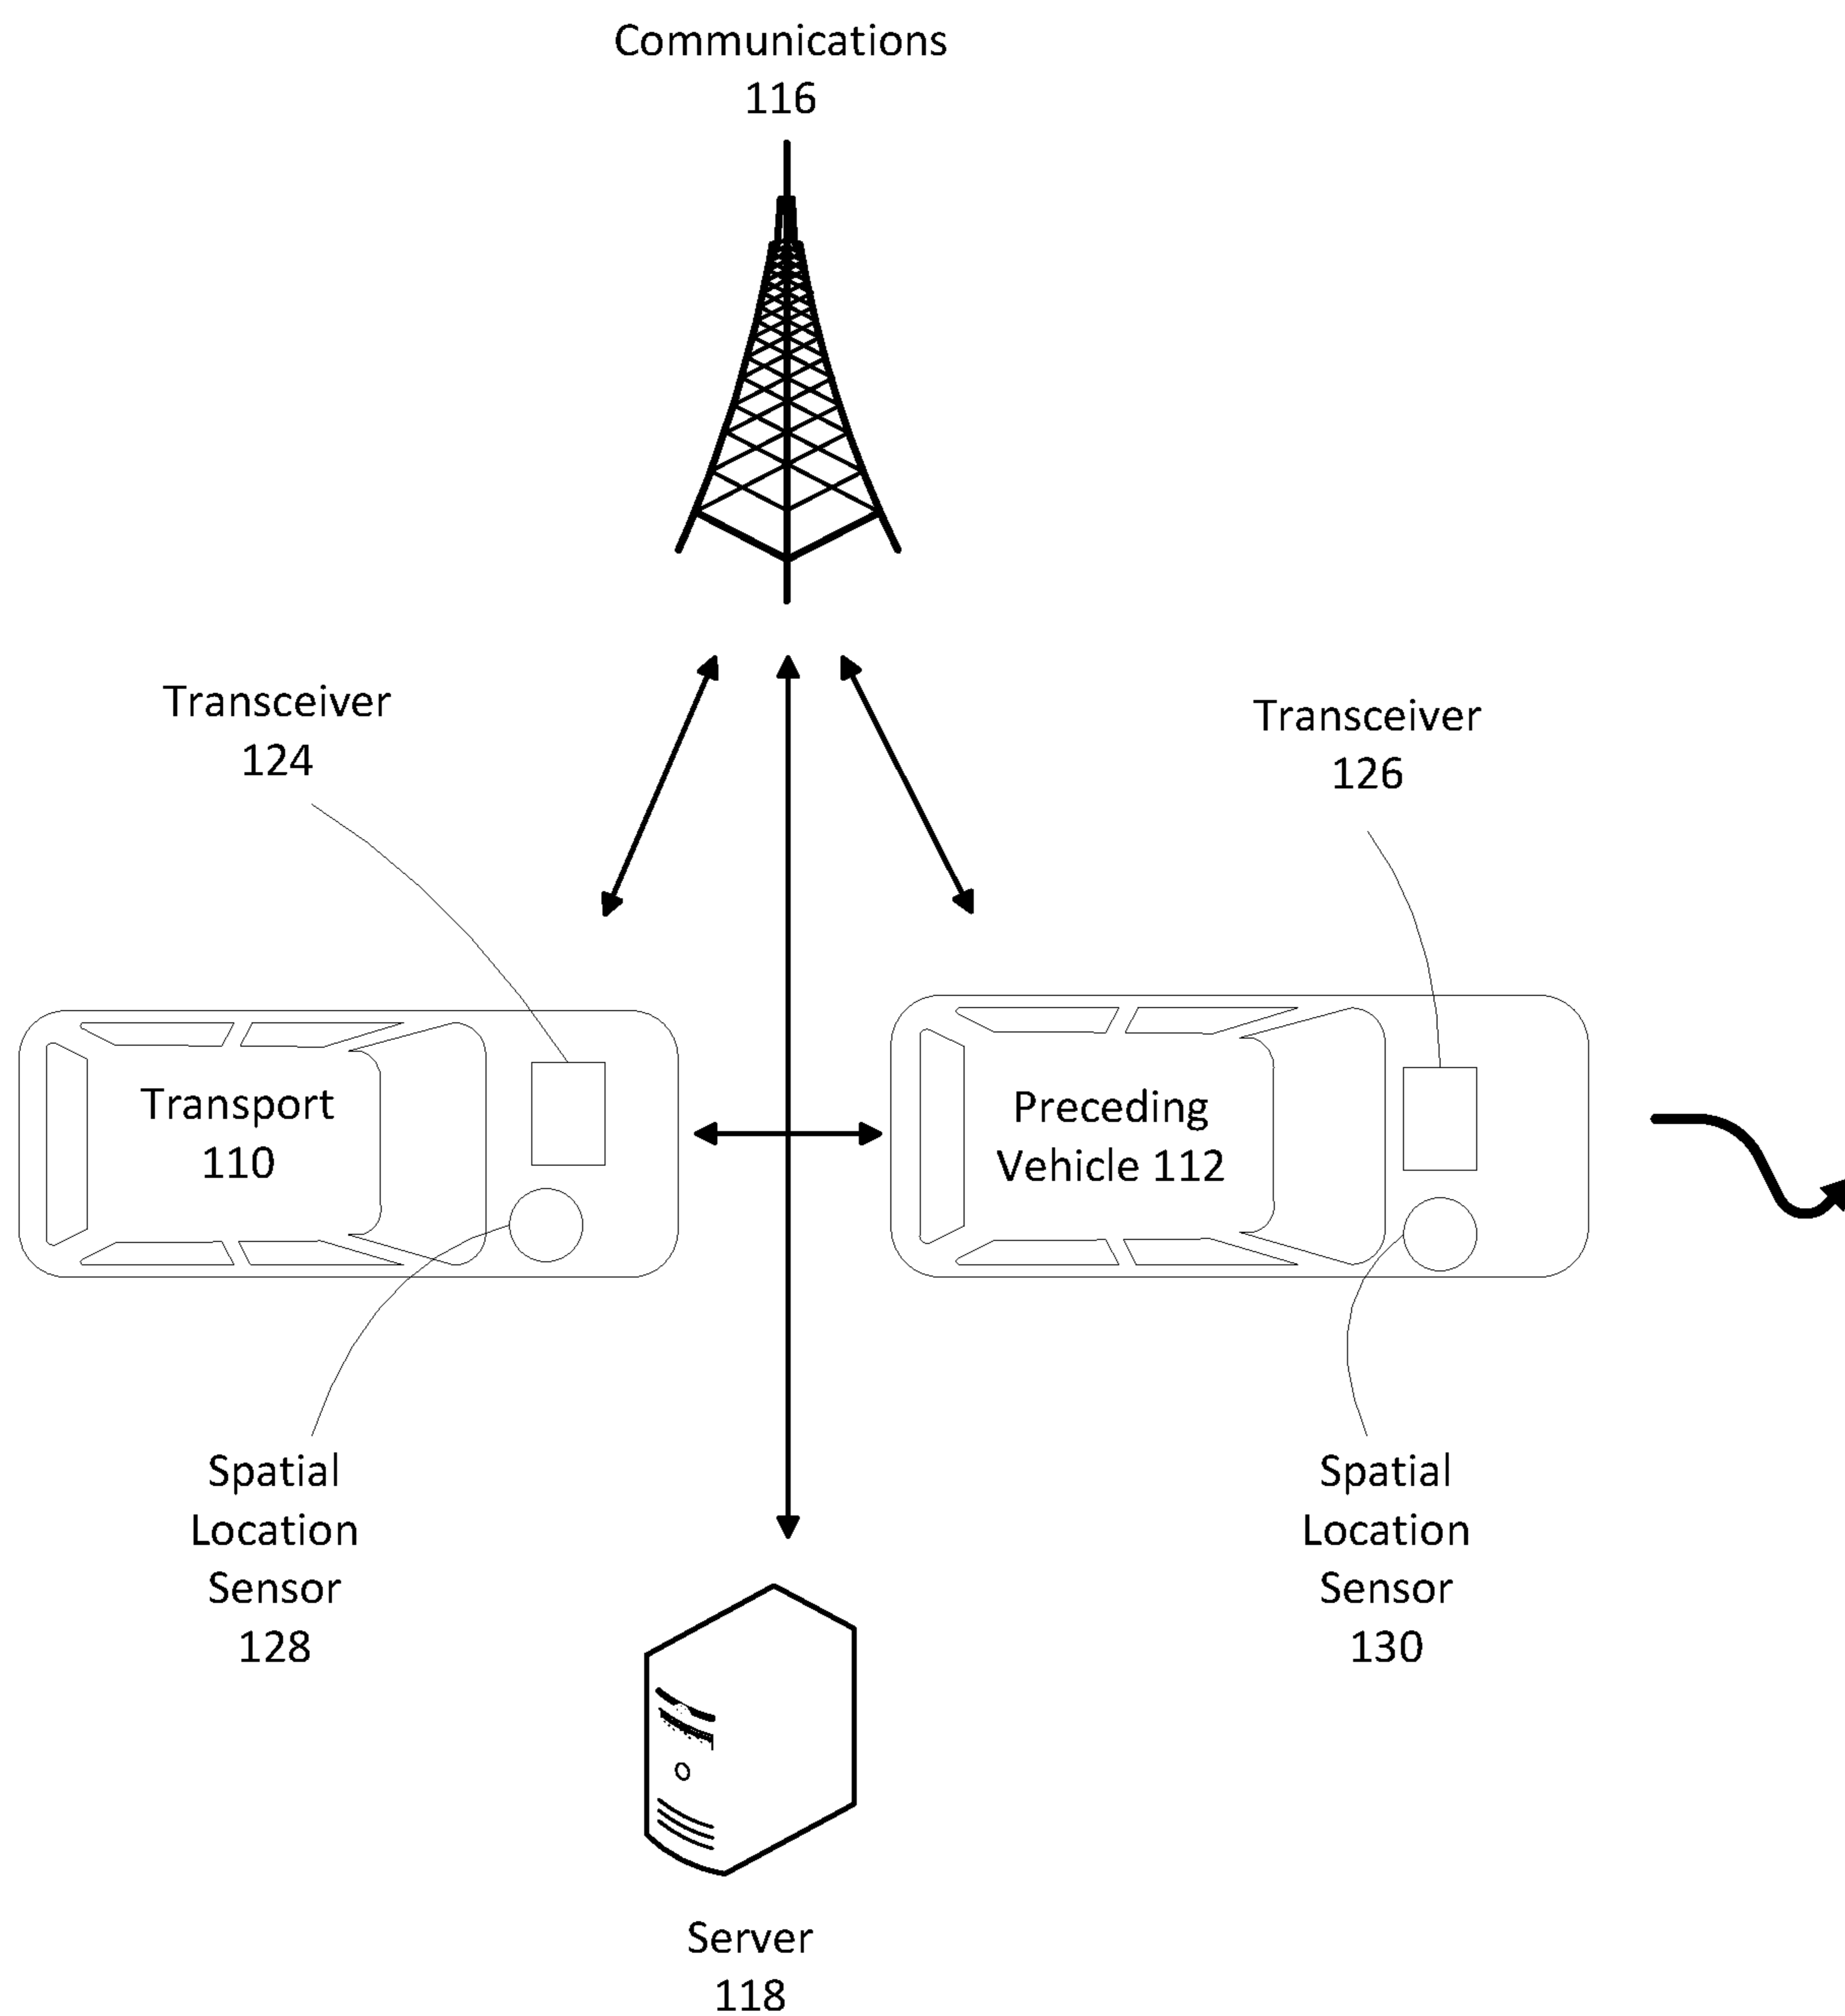 Communications
116
Transceiver
124
Transceiver
126
Transport
110
Preceding
Vehicle 112
Spatial
Location
Sensor
128
Spatial
Location
Sensor
130
Server
118